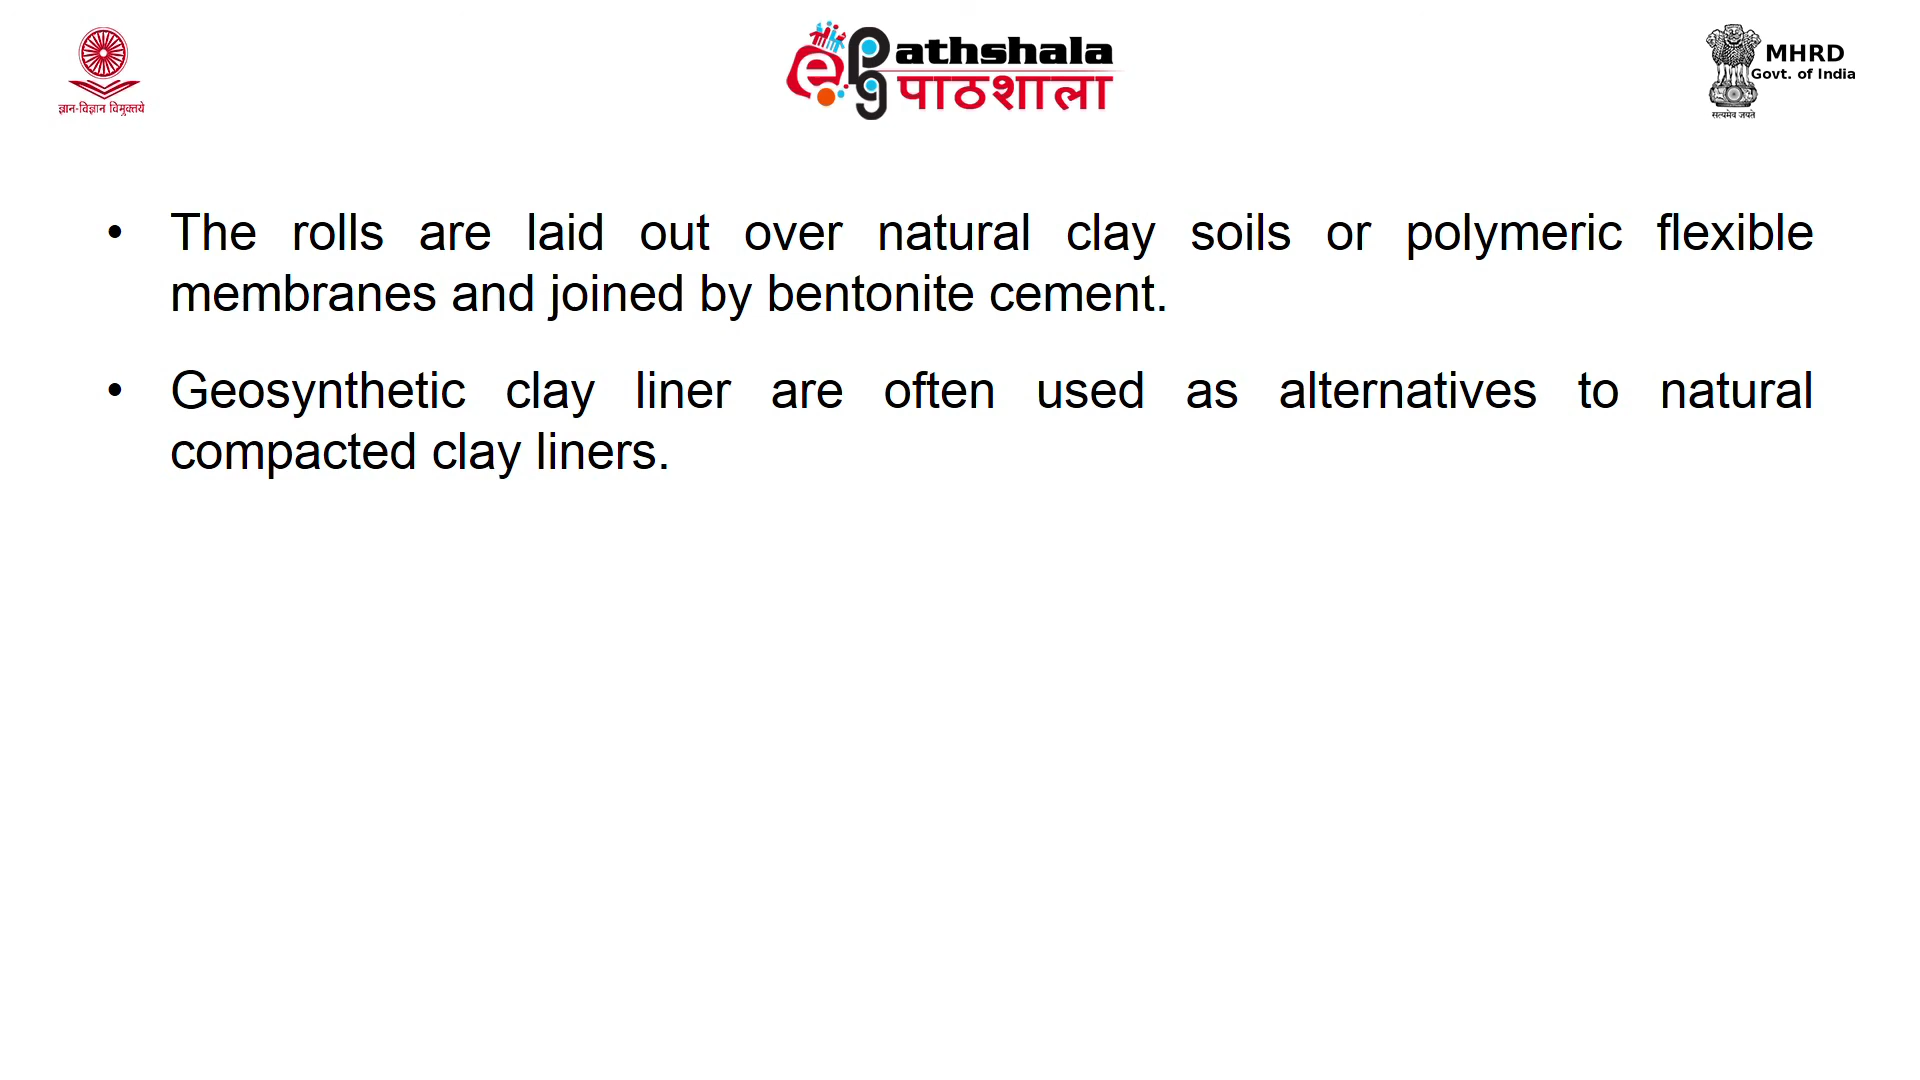 ज्ञान-विज्ञान विमुक्तये
athshala
पाठशाला
MHRD
Govt. of India
सत्यमेव जयते
• The rolls are laid out over natural clay soils or polymeric flexible
membranes and joined by bentonite cement.
• Geosynthetic clay liner are often used as alternatives to natural
compacted clay liners.